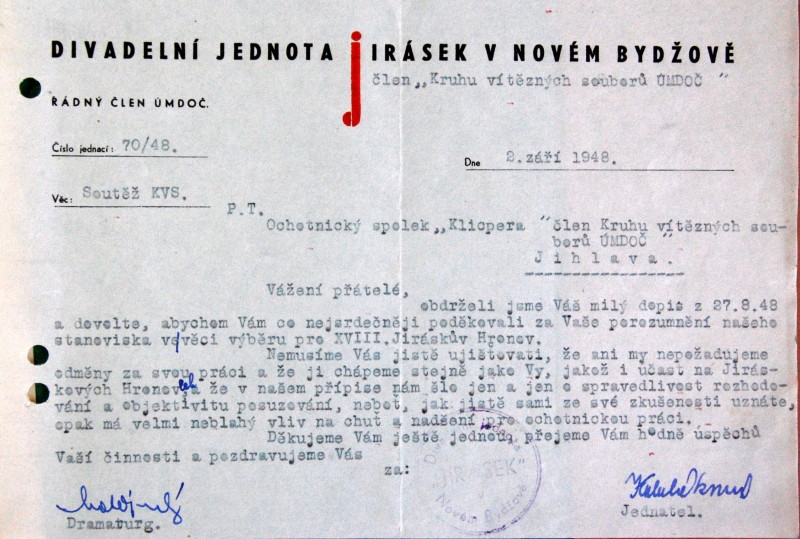 DIVADELNÍ JEDNOTA JIRÁSEK V NOVÉM BYDŽOVĚ
člen „Kruhu vítězných souberů ÚMDOČ "
ŘÁDNÝ ČLEN ÚMDOČ.
Číslo jednací: 70/48.
Dne 2. září 1948.
Věc: Soutěž KVS.
P.T.
Ochotnický spolek „Klicpera " člen Kruhu vítězných sou-
berů ÚMDOČ "
Jihlava.
Vážení přátelé,
obdrželi jsme Váš milý dopis z 27.8.48
a dovolte, abychom Vám co nejsrdečněji poděkovali za Vaše porozumnění našeho
stanoviska ve věci výběru pro XVIII. Jiráskův Hronov.
Nemusíme Vás jistě ujišťovati, že ani my nepožadujeme
odměny za svou práci a že ji chápeme stejně jako Vy, jakož i účast na Jirás-
kových Hronovech a že v našem přípise nám šlo jen a jen o spravedlivost rozhodo-
vání a objektivitu posuzování, neboť, jak jistě sami ze své zkušenosti uznáte,
opak má velmi neblahý vliv na chuť a nadšení pro ochotnickou práci.
Děkujeme Vám ještě jednou, přejeme Vám hodně úspěchů
Vaší činnosti a pozdravujeme Vás
za:
"JIRÁSEK"
v
Novém Bydžově
Dramaturg.
Jednatel.